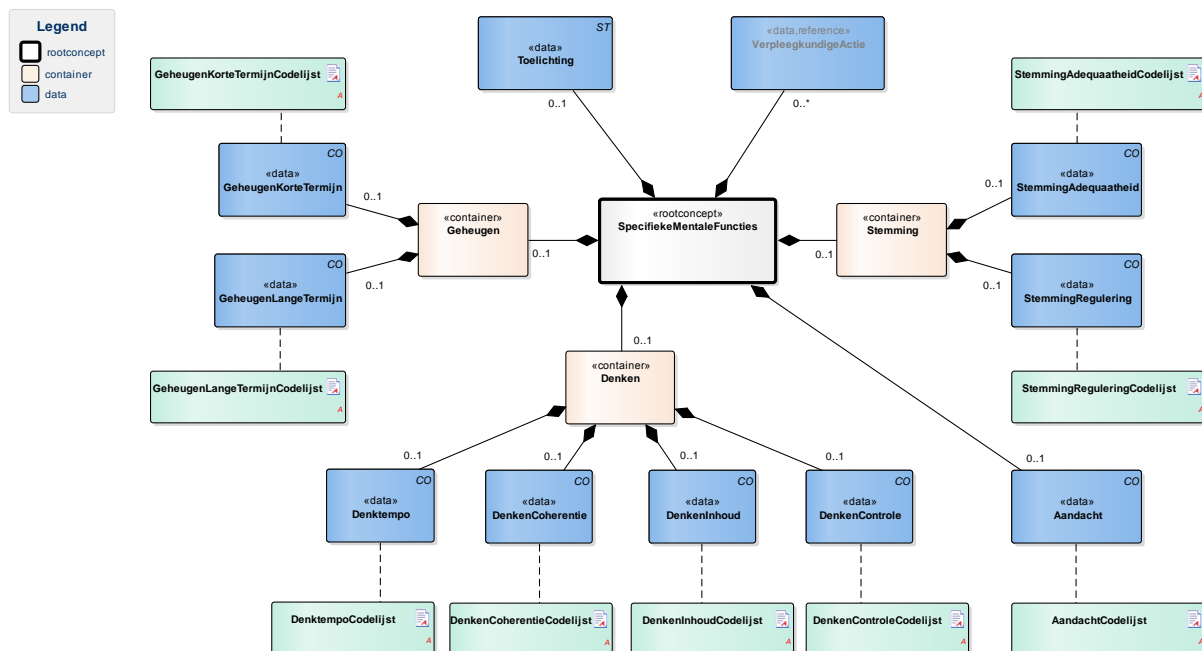 Legend
rootconcept
container
data
ST
«data»
Toelichting
0..1
«data,reference»
VerpleegkundigeActie
0..*
GeheugenKorteTermijnCodelijst
A
StemmingAdequaatheidCodelijst
A
CO
«data»
GeheugenKorteTermijn
0..1
CO
«data»
StemmingAdequaatheid
0..1
«container»
Geheugen
0..1
«rootconcept»
SpecifiekeMentaleFuncties
«container»
Stemming
0..1
CO
«data»
GeheugenLangeTermijn
0..1
CO
«data»
StemmingRegulering
0..1
0..1
«container»
Denken
GeheugenLangeTermijnCodelijst
A
StemmingReguleringCodelijst
A
0..1
0..1
0..1
0..1
0..1
CO
«data»
Denktempo
CO
«data»
DenkenCoherentie
CO
«data»
DenkenInhoud
CO
«data»
DenkenControle
CO
«data»
Aandacht
DenktempoCodelijst
A
DenkenCoherentieCodelijst
A
DenkenInhoudCodelijst
A
DenkenControleCodelijst
A
AandachtCodelijst
A